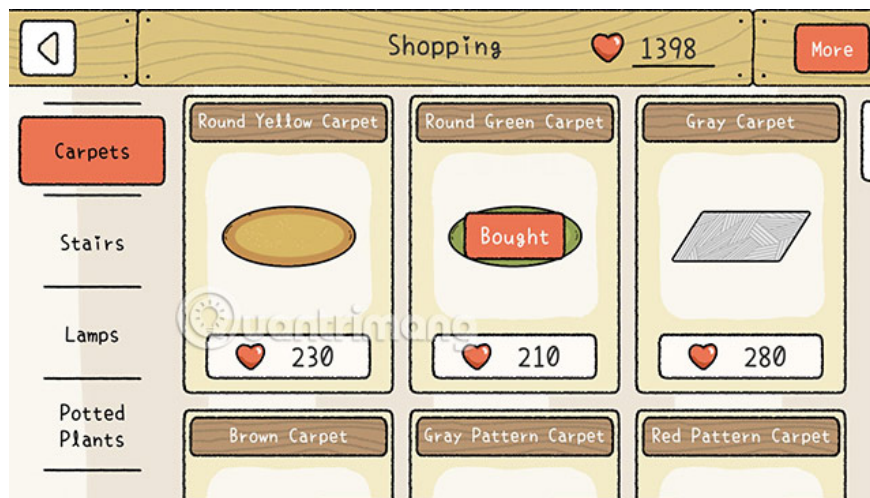 Shopping
1398
More
Carpets
Stairs
Lamps
Potted
Plants
Round Yellow Carpet
Round Green Carpet
Gray Carpet
Bought
Quantrimang
230
210
280
Brown Carpet
Gray Pattern Carpet
Red Pattern Carpet